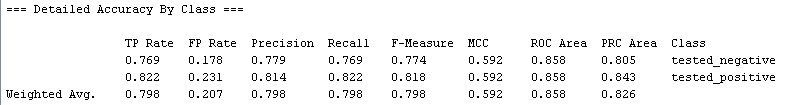 === Detailed Accuracy By Class ===
TP Rate FP Rate Precision Recall F-Measure MCC ROC Area PRC Area Class
0.769 0.178 0.779 0.769 0.774 0.592 0.858 0.805 tested_negative
0.822 0.231 0.814 0.822 0.818 0.592 0.858 0.843 tested_positive
Weighted Avg. 0.798 0.207 0.798 0.798 0.798 0.592 0.858 0.826